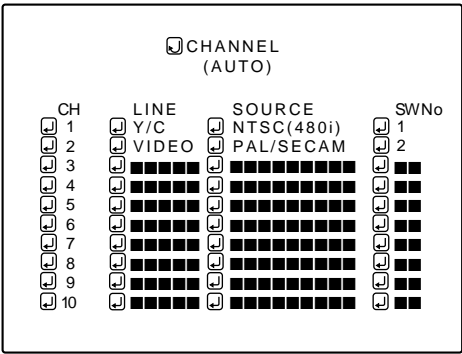 CHANNEL
(AUTO)
CH LINE SOURCE SWNo
1 Y/C NTSC(480i) 1
2 VIDEO PAL/SECAM 2
3 ■■■■■ ■■■■■■■■■ ■■
4 ■■■■■ ■■■■■■■■■ ■■
5 ■■■■■ ■■■■■■■■■ ■■
6 ■■■■■ ■■■■■■■■■ ■■
7 ■■■■■ ■■■■■■■■■ ■■
8 ■■■■■ ■■■■■■■■■ ■■
9 ■■■■■ ■■■■■■■■■ ■■
10 ■■■■■ ■■■■■■■■■ ■■